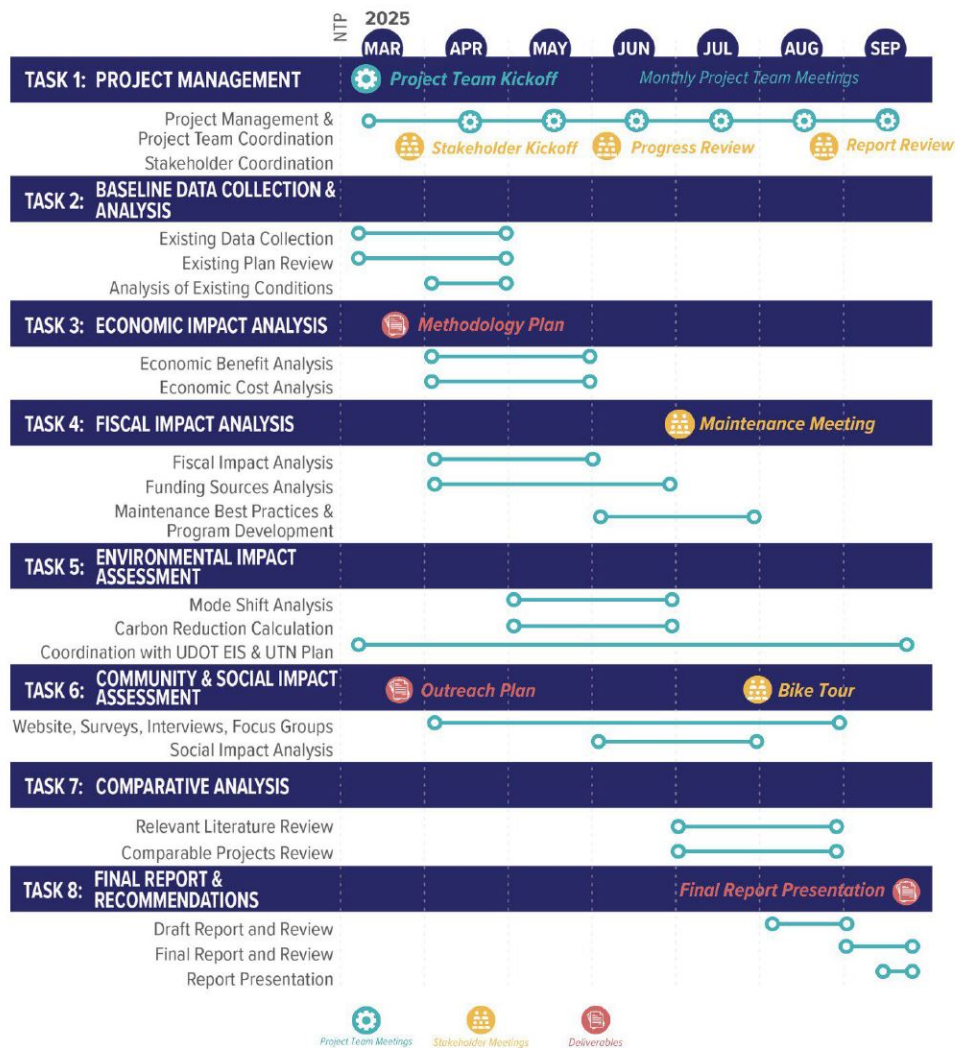 NTP
2025
MAR APR MAY JUN JUL AUG SEP
TASK 1: PROJECT MANAGEMENT
Project Team Kickoff
Monthly Project Team Meetings
Project Management &
Project Team Coordination
Stakeholder Kickoff
Progress Review
Report Review
Stakeholder Coordination
TASK 2: BASELINE DATA COLLECTION &
ANALYSIS
Existing Data Collection
Existing Plan Review
Analysis of Existing Conditions
TASK 3: ECONOMIC IMPACT ANALYSIS
Methodology Plan
Economic Benefit Analysis
Economic Cost Analysis
TASK 4: FISCAL IMPACT ANALYSIS
Maintenance Meeting
Fiscal Impact Analysis
Funding Sources Analysis
Maintenance Best Practices &
Program Development
TASK 5: ENVIRONMENTAL IMPACT
ASSESSMENT
Mode Shift Analysis
Carbon Reduction Calculation
Coordination with UDOT EIS & UTN Plan
TASK 6: COMMUNITY & SOCIAL IMPACT
ASSESSMENT
Outreach Plan
Bike Tour
Website, Surveys, Interviews, Focus Groups
Social Impact Analysis
TASK 7: COMPARATIVE ANALYSIS
Relevant Literature Review
Comparable Projects Review
TASK 8: FINAL REPORT &
RECOMMENDATIONS
Final Report Presentation
Draft Report and Review
Final Report and Review
Report Presentation
Project Team Meetings
Stakeholder Meetings
Deliverables